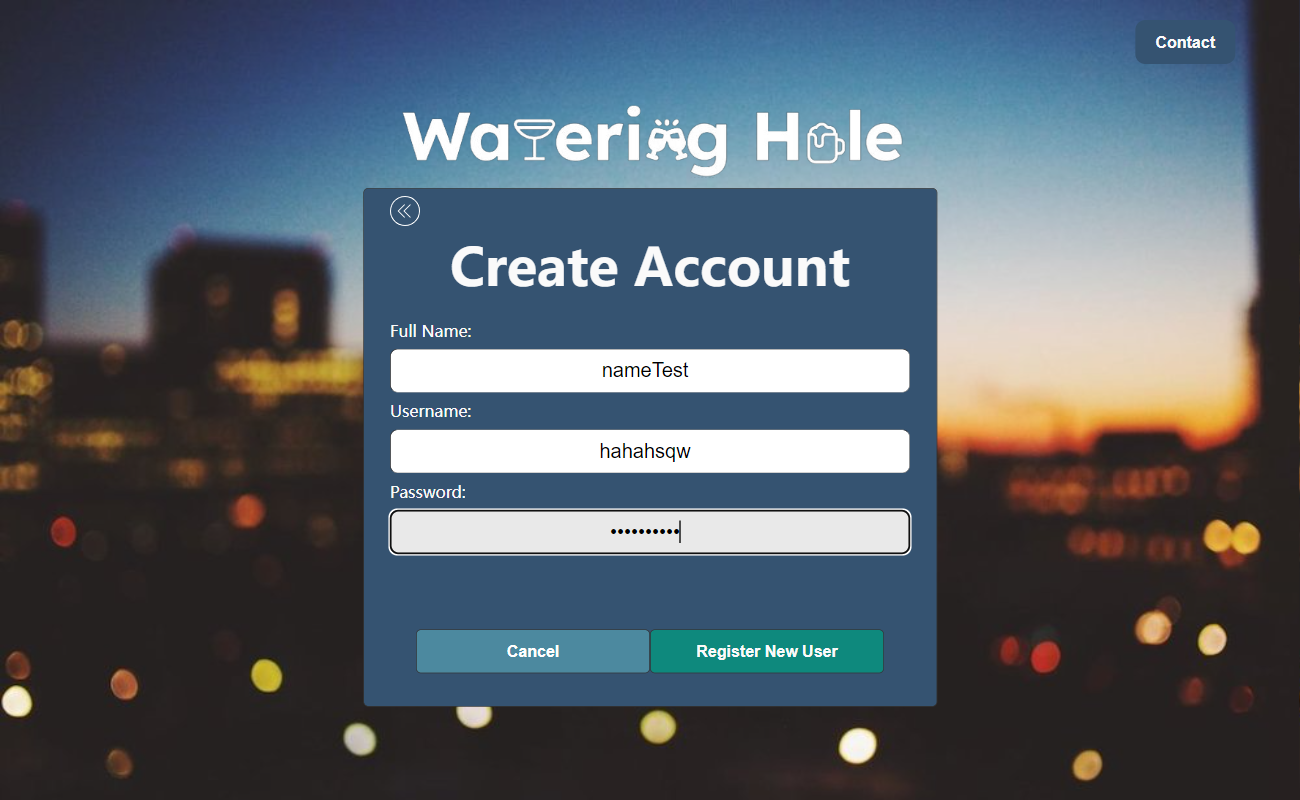 Contact
Watering Hole
Create Account
Full Name:
nameTest
Username:
hahahsqw
Password:
••••••••••
Cancel
Register New User